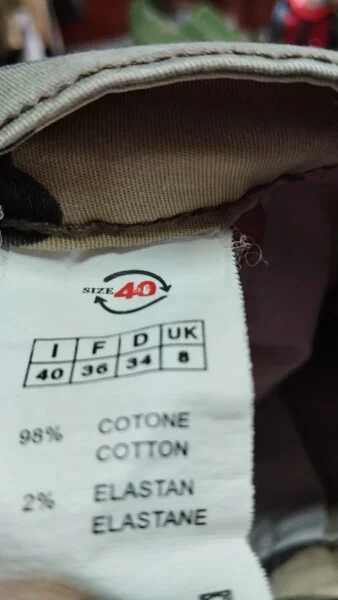 SIZE 40
I F D UK
40 36 34 8
98% COTONE
COTTON
2% ELASTAN
ELASTANE